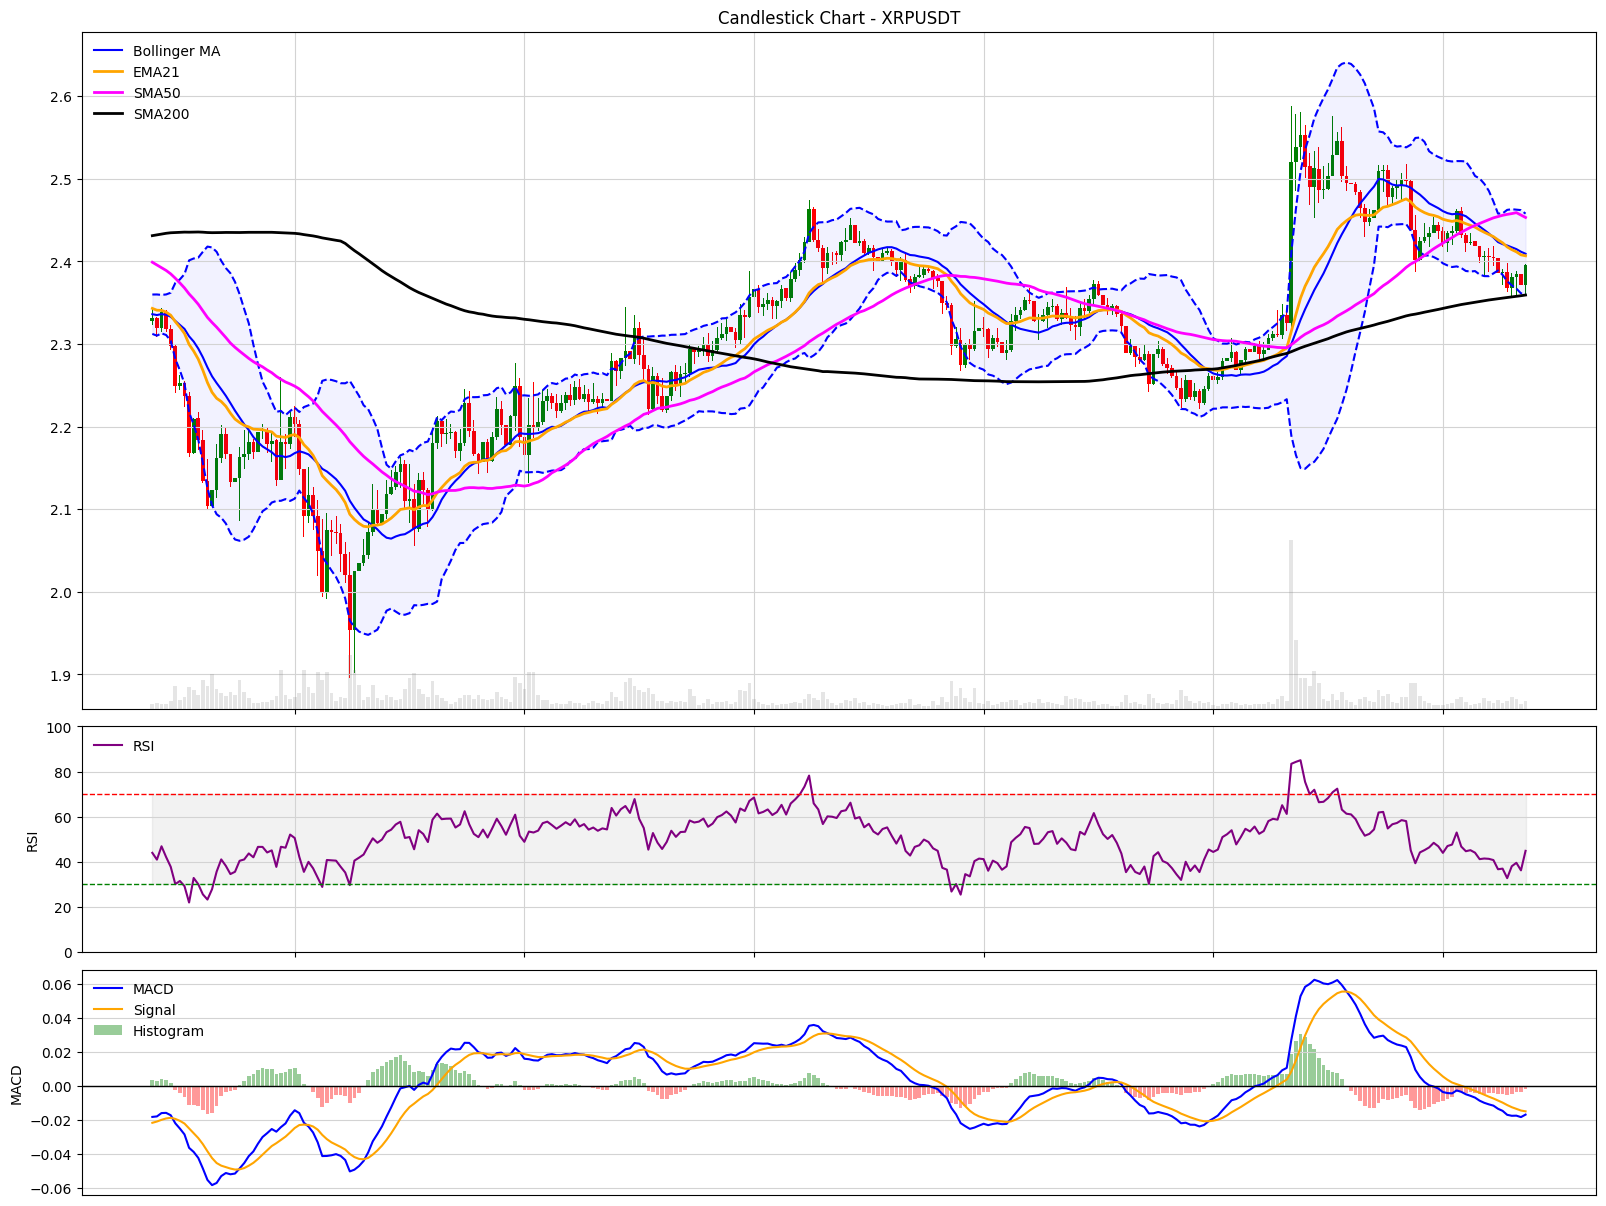 Candlestick Chart - XRPUSDT
Bollinger MA
EMA21
SMA50
SMA200
2.6
2.5
2.4
2.3
2.2
2.1
2.0
1.9
100
80
60
40
20
0
RSI
RSI
0.06
0.04
0.02
0.00
−0.02
−0.04
−0.06
MACD
MACD
Signal
Histogram